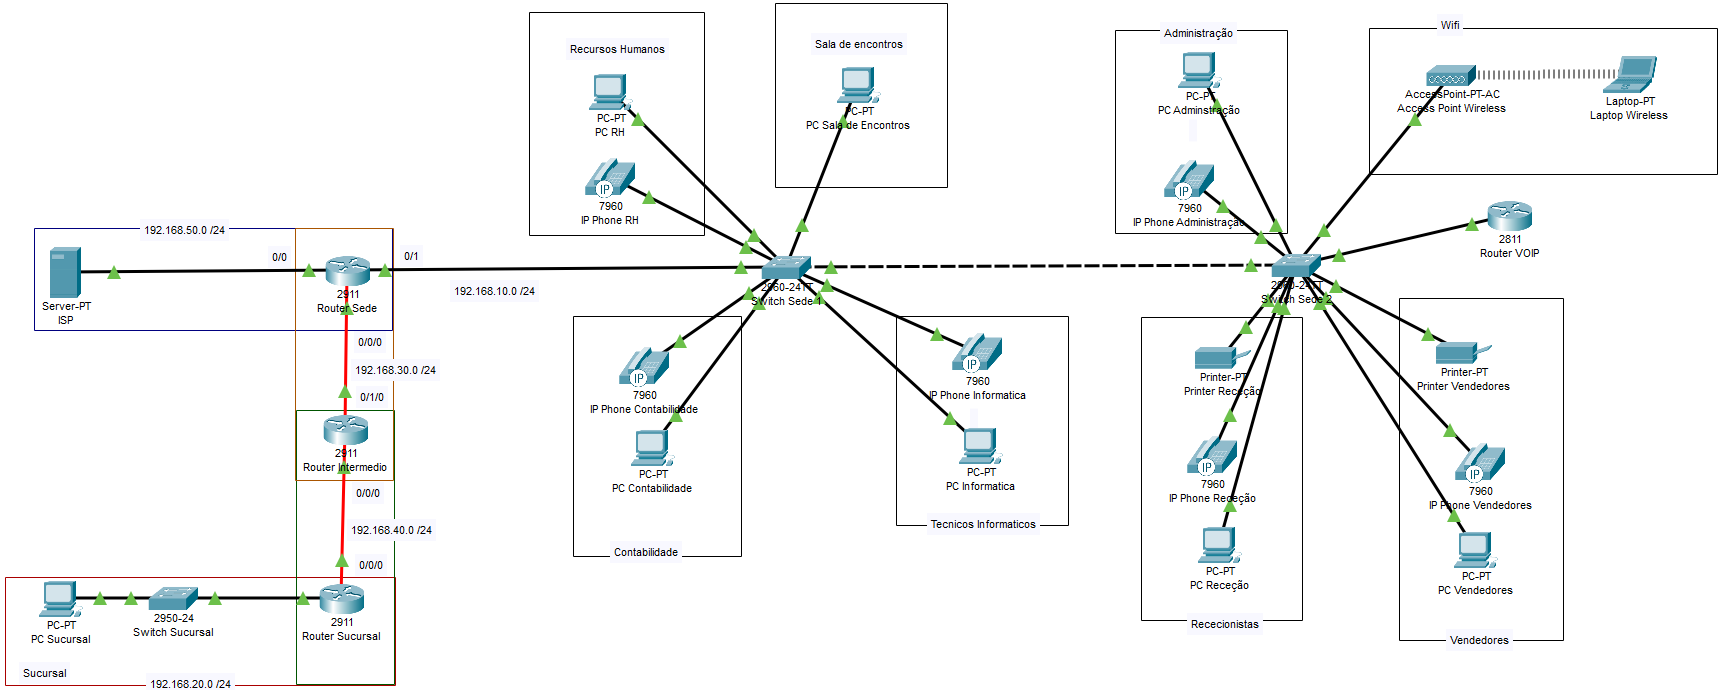 Recursos Humanos
PC-PT
PC RH
IP
7960
IP Phone RH
Sala de encontros
PC-PT
PC Sala de Encontros
Administração
PC-PT
PC Adminstração
IP
7960
IP Phone Administração
Wifi
AccessPoint-PT-AC
Access Point Wireless
Laptop-PT
Laptop Wireless
2811
Router VOIP
192.168.50.0 /24
Server-PT
ISP
0/0
2911
Router Sede
0/1
192.168.10.0 /24
0/0/0
192.168.30.0 /24
0/1/0
2911
Router Intermedio
0/0/0
192.168.40.0 /24
0/0/0
2911
Router Sucursal
PC-PT
PC Sucursal
2950-24
Switch Sucursal
Sucursal
192.168.20.0 /24
2960-24TT
Switch Sede 1
IP
7960
IP Phone Contabilidade
PC-PT
PC Contabilidade
Contabilidade
IP
7960
IP Phone Informatica
PC-PT
PC Informatica
Tecnicos Informaticos
2960-24TT
Switch Sede 2
Printer-PT
Printer Receção
IP
7960
IP Phone Receção
PC-PT
PC Receção
Rececionistas
Printer-PT
Printer Vendedores
IP
7960
IP Phone Vendedores
PC-PT
PC Vendedores
Vendedores